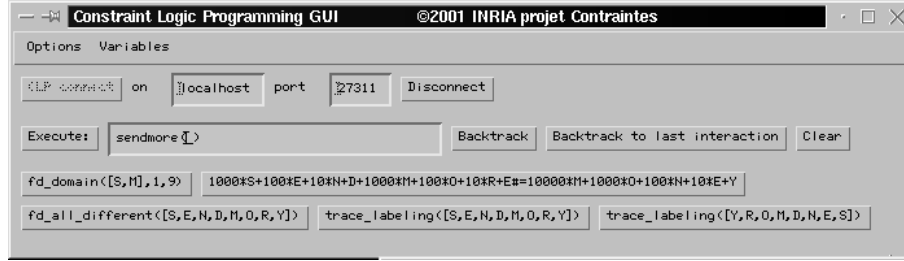 Constraint Logic Programming GUI ©2001 INRIA projet Contraintes
Options Variables
CLP connect on localhost port 27311 Disconnect
Execute: sendmore(L) Backtrack Backtrack to last interaction Clear
fd_domain([S,M],1,9) 1000*S+100*E+10*N+D+1000*M+100*O+10*R+E#=10000*M+1000*O+100*N+10*E+Y
fd_all_different([S,E,N,D,M,O,R,Y]) trace_labeling([S,E,N,D,M,O,R,Y]) trace_labeling([Y,R,O,M,D,N,E,S])